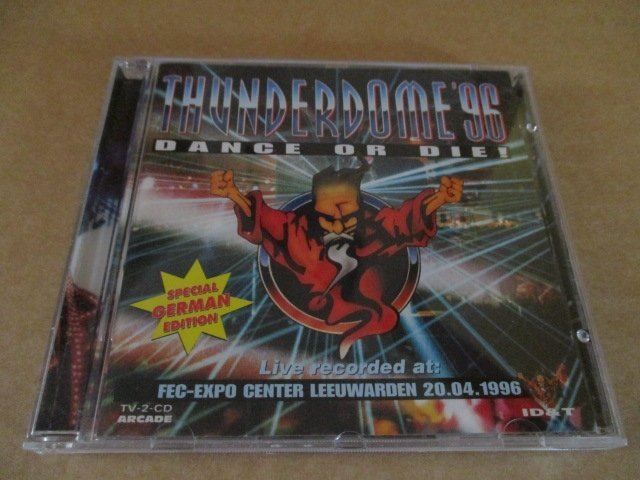 THUNDERDOME'96
DANCE OR DIE!
SPECIAL
GERMAN
EDITION
Live recorded at:
FEC-EXPO CENTER LEEUWARDEN 20.04.1996
TV-2-CD
ARCADE
ID&T